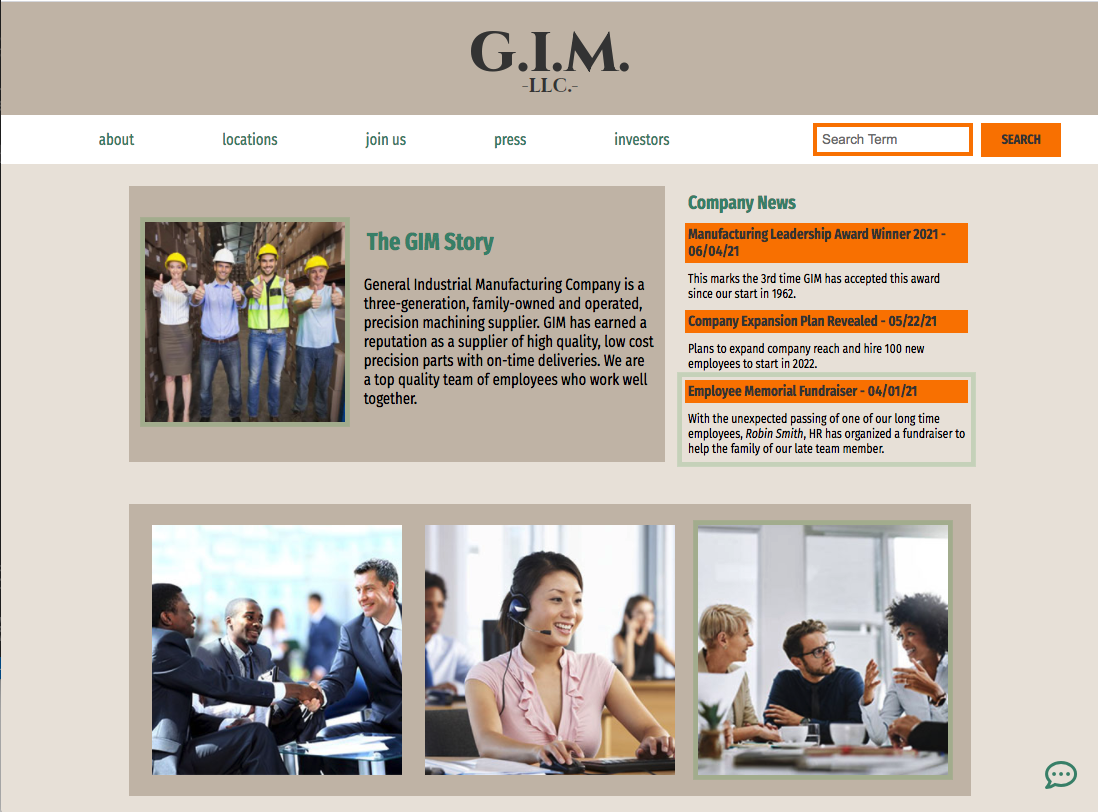 G.I.M.
-LLC.-
about
locations
join us
press
investors
Search Term
SEARCH
The GIM Story
General Industrial Manufacturing Company is a
three-generation, family-owned and operated,
precision machining supplier. GIM has earned a
reputation as a supplier of high quality, low cost
precision parts with on-time deliveries. We are
a top quality team of employees who work well
together.
Company News
Manufacturing Leadership Award Winner 2021 -
06/04/21
This marks the 3rd time GIM has accepted this award
since our start in 1962.
Company Expansion Plan Revealed - 05/22/21
Plans to expand company reach and hire 100 new
employees to start in 2022.
Employee Memorial Fundraiser - 04/01/21
With the unexpected passing of one of our long time
employees, Robin Smith, HR has organized a fundraiser to
help the family of our late team member.